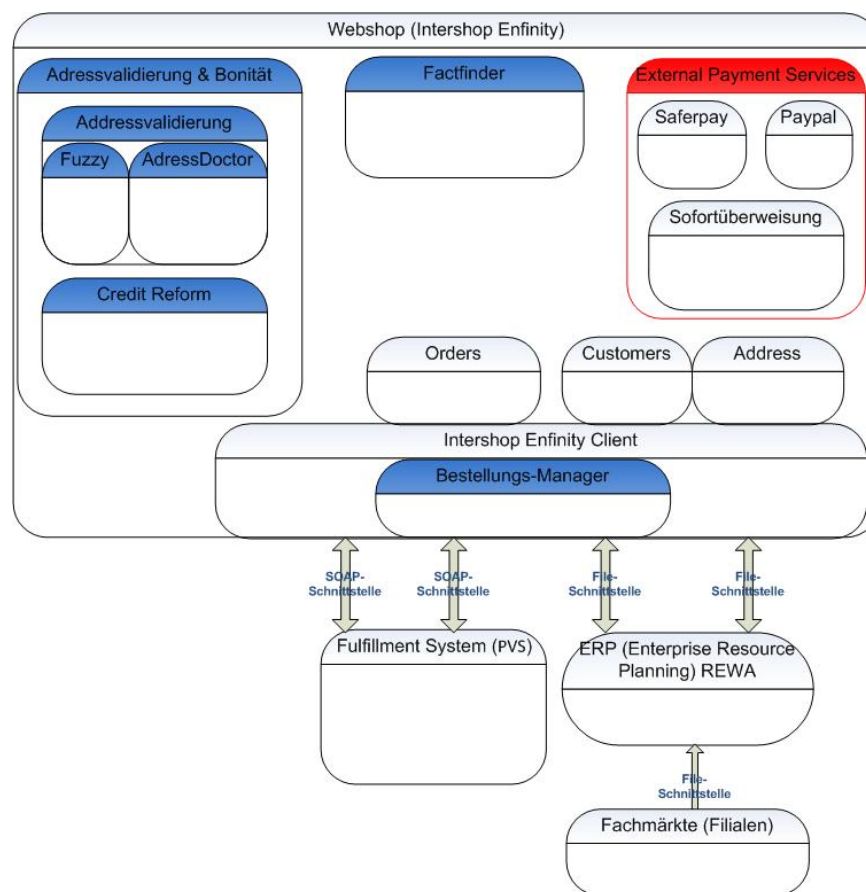 Webshop (Intershop Enfinity)
Adressvalidierung & Bonität
Factfinder
External Payment Services
Addressvalidierung
Fuzzy
AdressDoctor
Saferpay
Paypal
Sofortüberweisung
Credit Reform
Orders
Customers
Address
Intershop Enfinity Client
Bestellungs-Manager
SOAP-
Schnittstelle
SOAP-
Schnittstelle
File-
Schnittstelle
File-
Schnittstelle
Fulfillment System (PVS)
ERP (Enterprise Resource
Planning) REWA
File-
Schnittstelle
Fachmärkte (Filialen)